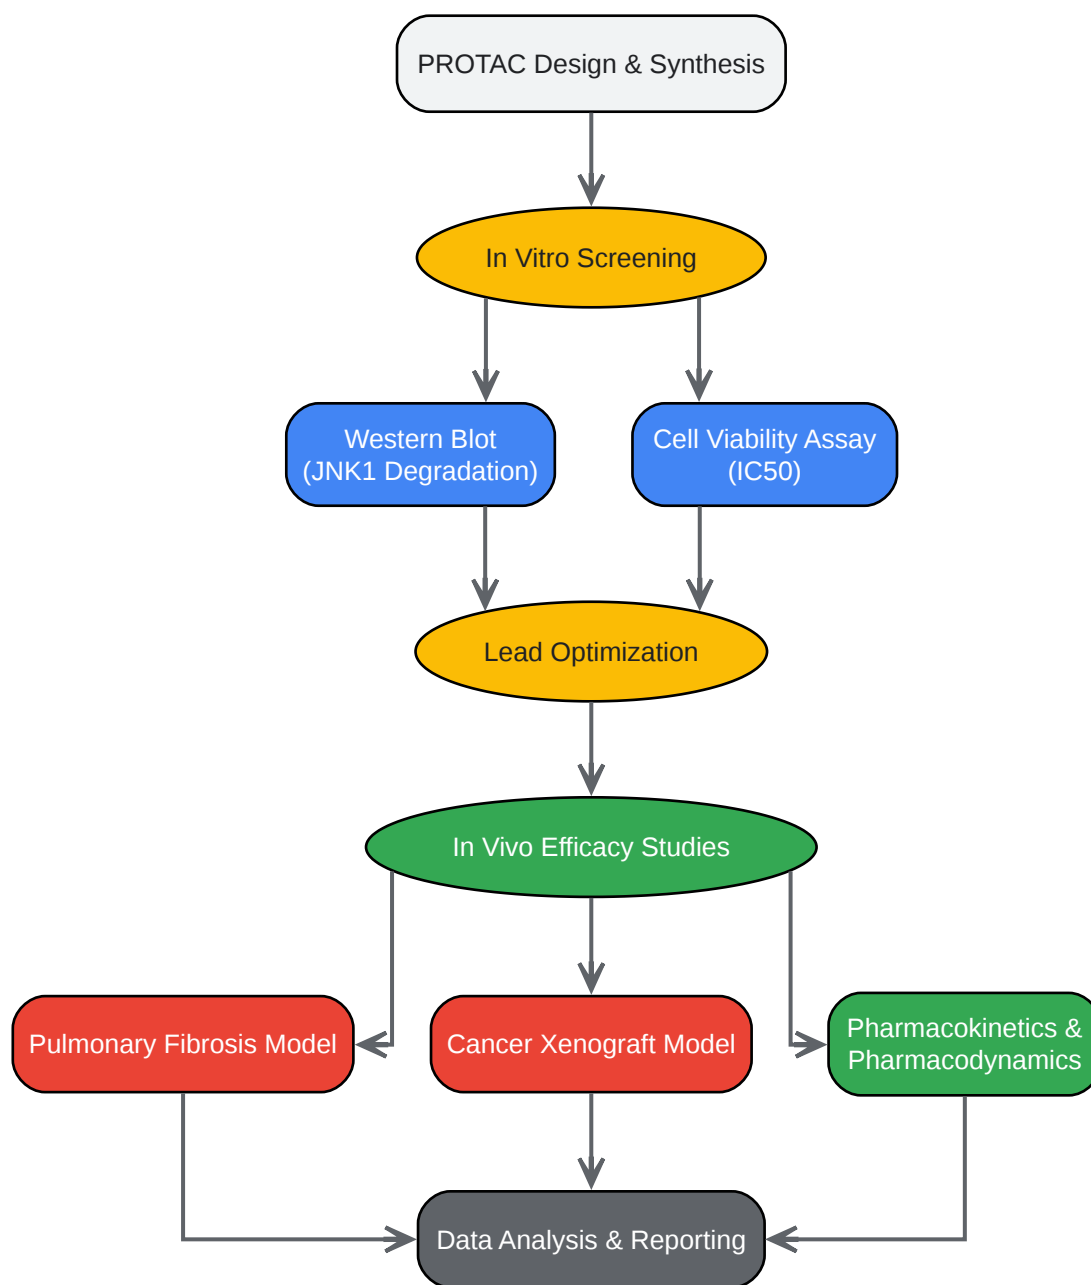 PROTAC Design & Synthesis
In Vitro Screening
Western Blot
(JNK1 Degradation)
Cell Viability Assay
(IC50)
Lead Optimization
In Vivo Efficacy Studies
Pulmonary Fibrosis Model
Cancer Xenograft Model
Pharmacokinetics &
Pharmacodynamics
Data Analysis & Reporting